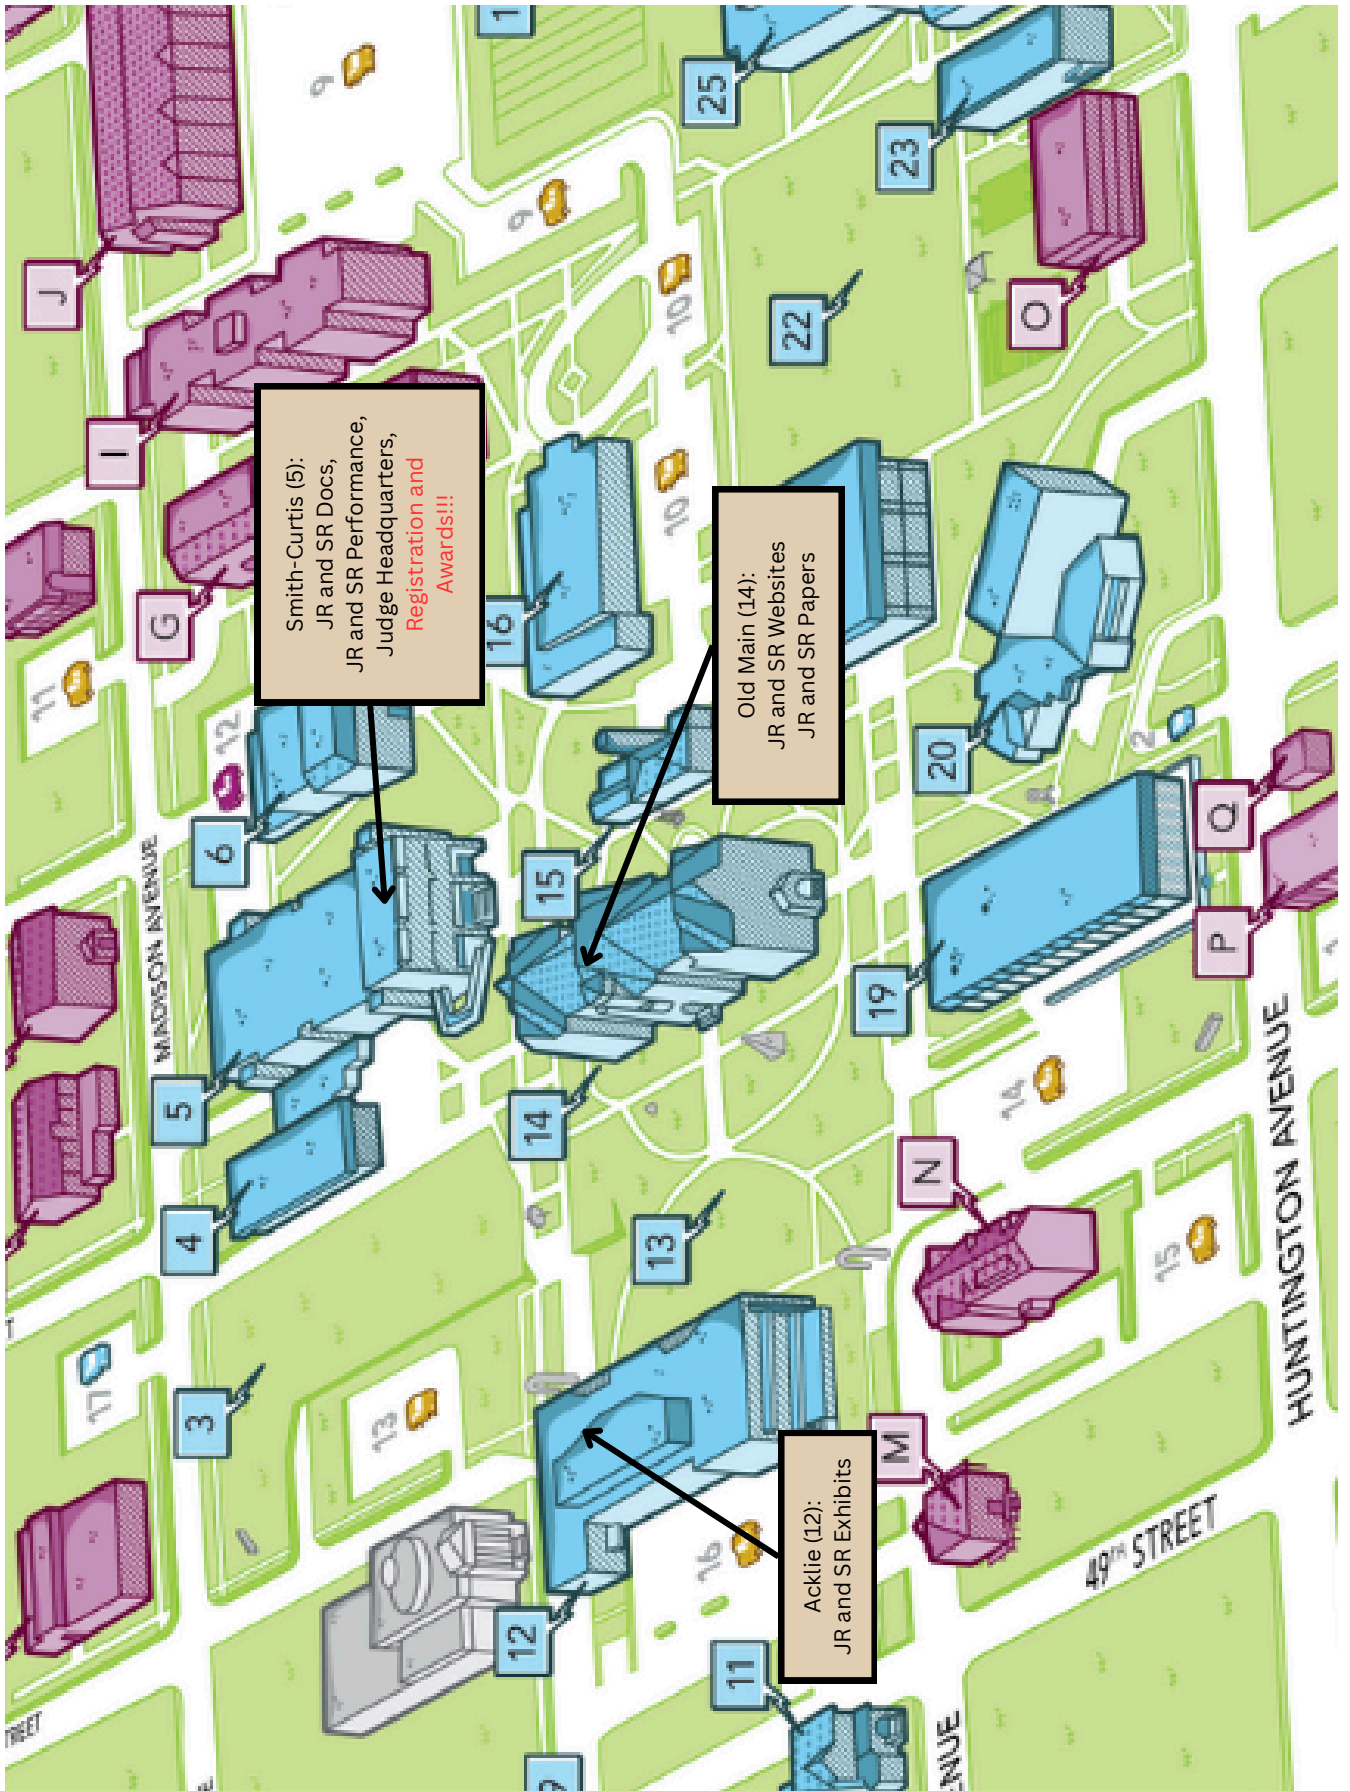 TREET
J
11
17
I
MADISON AVENUE
G
5
4
3
12
6
9
13
Smith-Curtis (5):
JR and SR Docs,
JR and SR Performance,
Judge Headquarters,
Registration and
Awards!!!
16
12
14
15
9
13
10
10
25
16
11
Old Main (14):
JR and SR Websites
JR and SR Papers
22
Acklie (12):
JR and SR Exhibits
19
M
23
N
20
ENUE
14
O
49TH STREET
2
15
P
Q
HUNTINGTON AVENUE